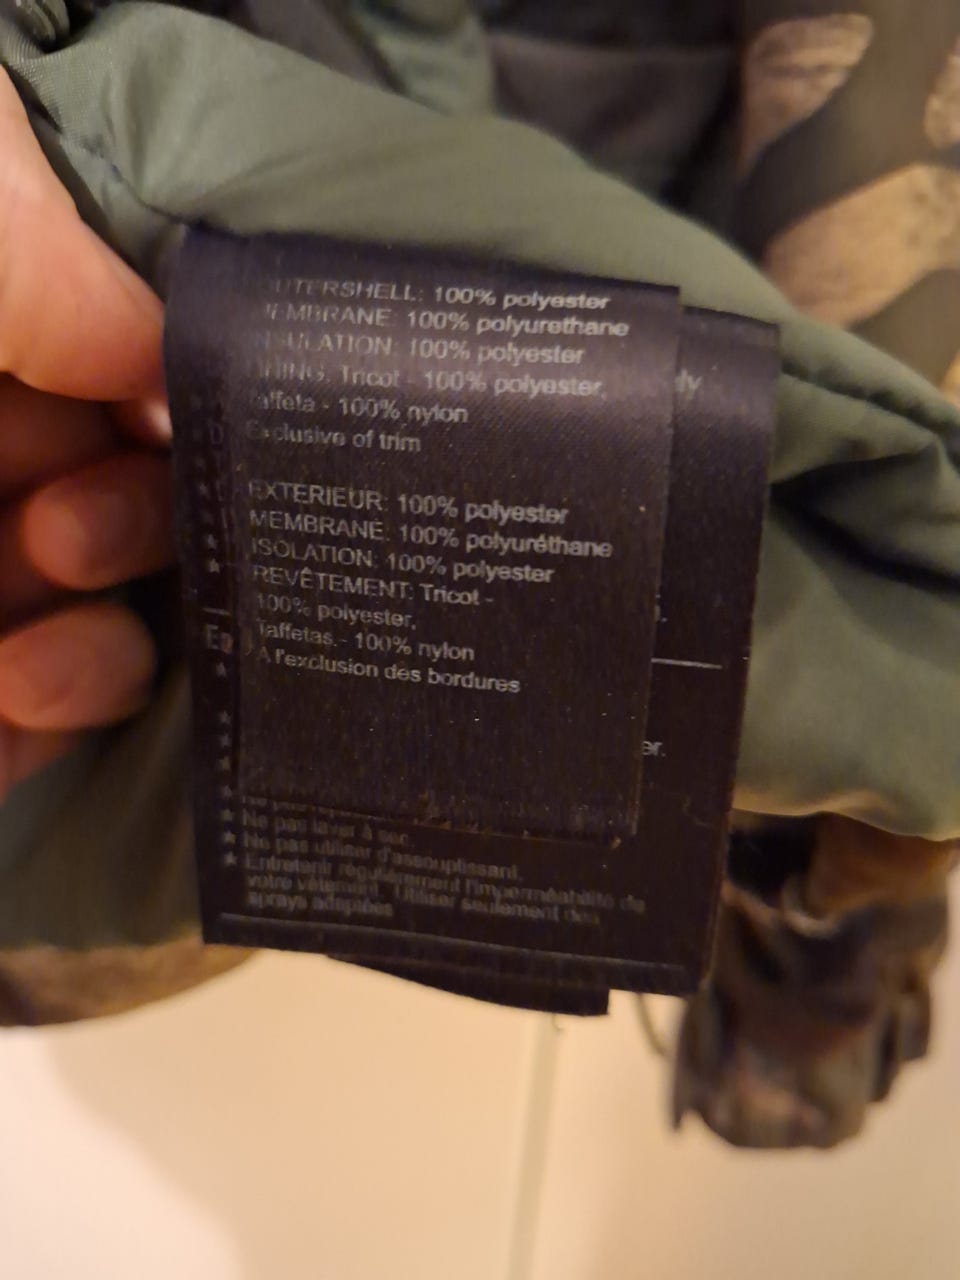 OUTERSHELL: 100% polyester
MEMBRANE: 100% polyurethane
INSULATION: 100% polyester
LINING: Tricot - 100% polyester,
Taffeta - 100% nylon
Exclusive of trim
EXTERIEUR: 100% polyester
MEMBRANE: 100% polyuréthane
ISOLATION: 100% polyester
REVÊTEMENT: Tricot -
100% polyester,
Taffetas - 100% nylon
A l'exclusion des bordures
er.
Ne pas laver à sec.
Ne pas utiliser d'assouplissant.
Entretenir régulièrement l'imperméabilité de
votre vêtement. Utiliser seulement des
sprays adaptées